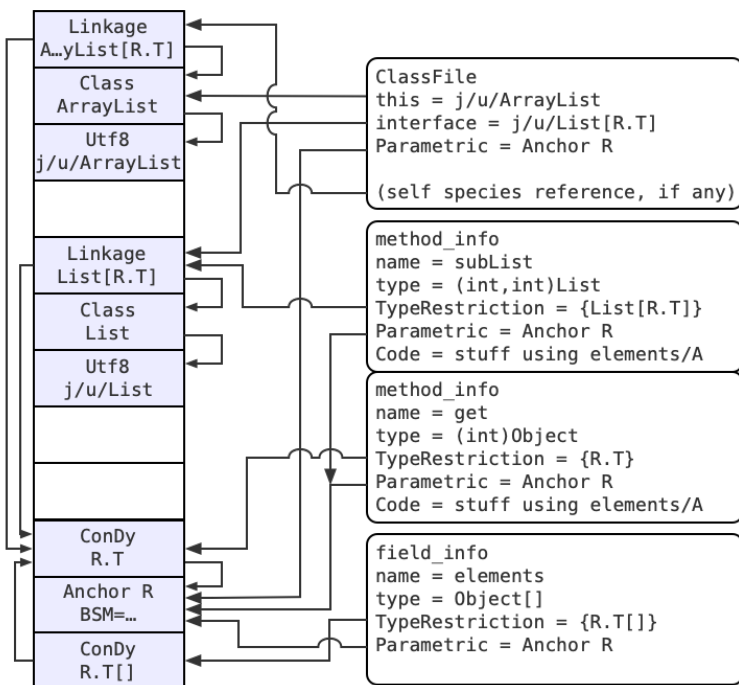 Linkage
A…yList[R.T]
Class
ArrayList
Utf8
j/u/ArrayList
Linkage
List[R.T]
Class
List
Utf8
j/u/List
ConDy
R.T
Anchor R
BSM=…
ConDy
R.T[]
ClassFile
this = j/u/ArrayList
interface = j/u/List[R.T]
Parametric = Anchor R
(self species reference, if any)
method_info
name = subList
type = (int,int)List
TypeRestriction = {List[R.T]}
Parametric = Anchor R
Code = stuff using elements/A
method_info
name = get
type = (int)Object
TypeRestriction = {R.T}
Parametric = Anchor R
Code = stuff using elements/A
field_info
name = elements
type = Object[]
TypeRestriction = {R.T[]}
Parametric = Anchor R